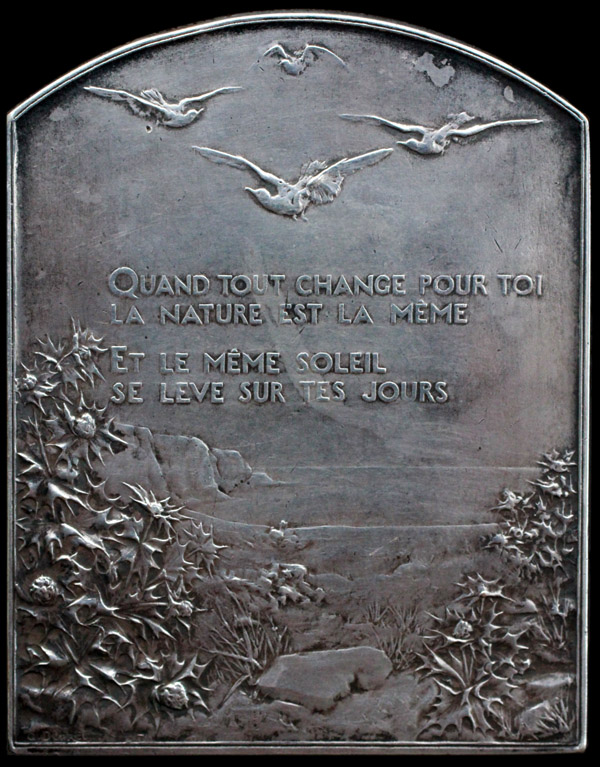 QUAND TOUT CHANGE POUR TOI
LA NATURE EST LA MÊME
ET LE MÊME SOLEIL
SE LEVE SUR TES JOURS